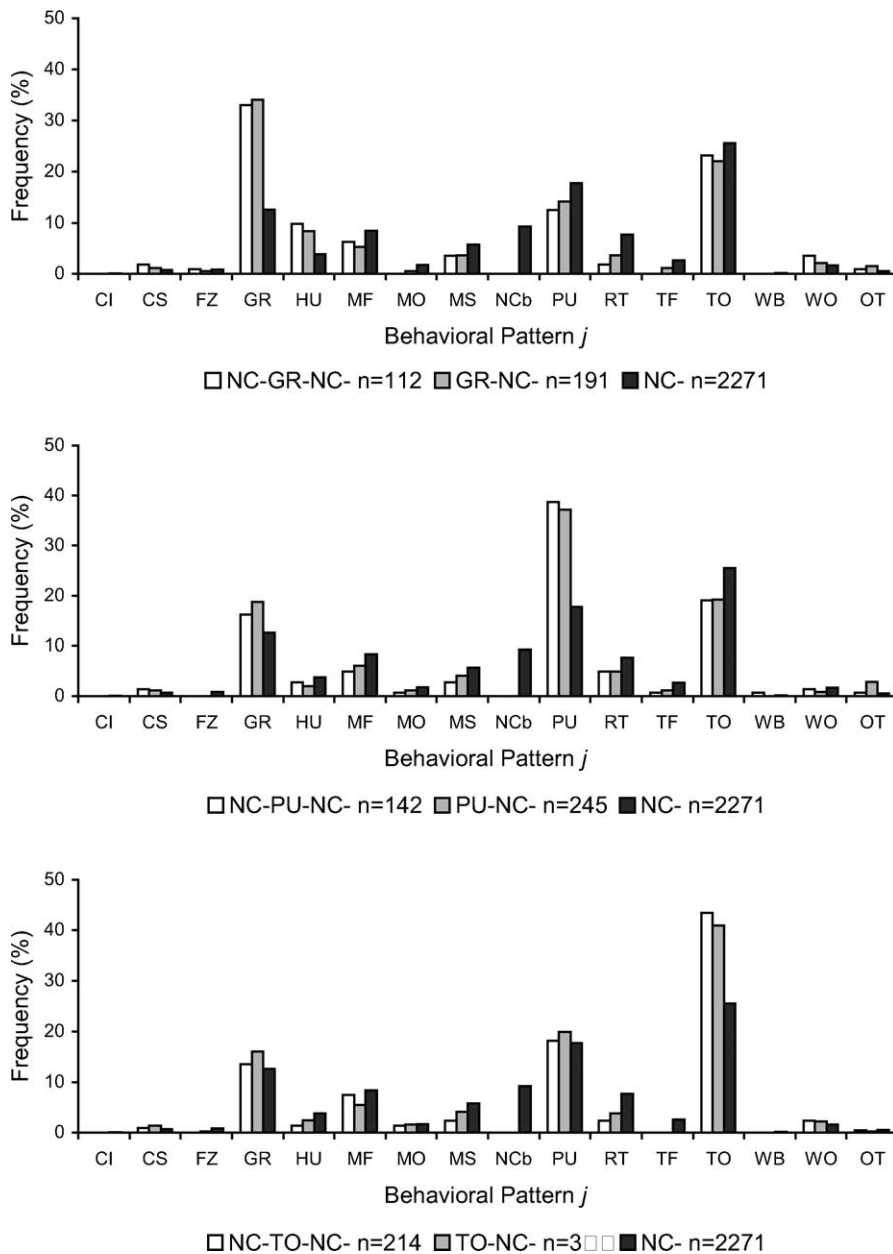 50
40
30
20
10
0
Frequency (%)
CI CS FZ GR HU MF MO MS NCb PU RT TF TO WB WO OT
Behavioral Pattern j
NC-GR-NC- n=112 GR-NC- n=191 NC- n=2271
50
40
30
20
10
0
Frequency (%)
CI CS FZ GR HU MF MO MS NCb PU RT TF TO WB WO OT
Behavioral Pattern j
NC-PU-NC- n=142 PU-NC- n=245 NC- n=2271
50
40
30
20
10
0
Frequency (%)
CI CS FZ GR HU MF MO MS NCb PU RT TF TO WB WO OT
Behavioral Pattern j
NC-TO-NC- n=214 TO-NC- NC- n=2271